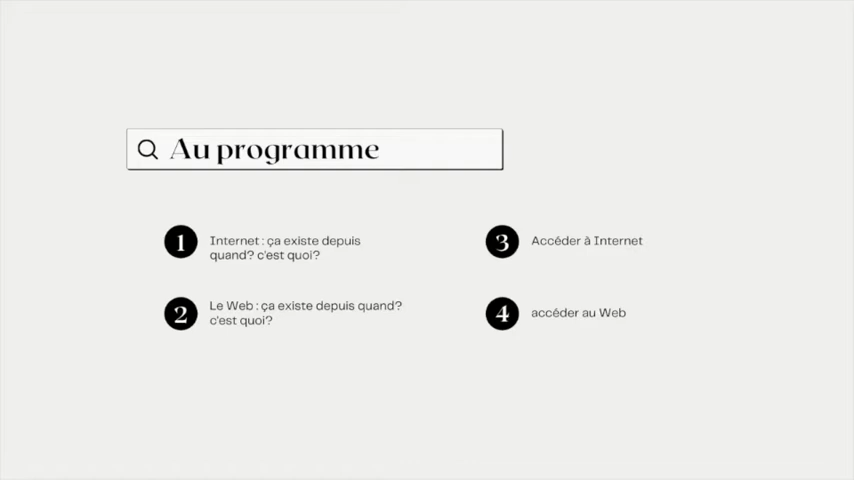 Au programme
1
Internet : ça existe depuis
quand? c'est quoi?
2
Le Web : ça existe depuis quand?
c'est quoi?
3
Accéder à Internet
4
accéder au Web